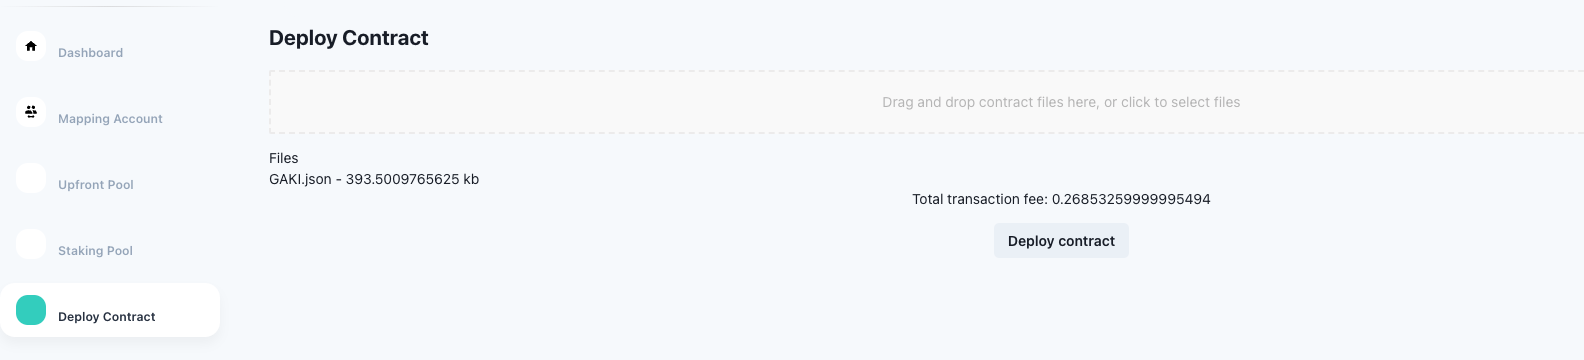 Dashboard
Mapping Account
Upfront Pool
Staking Pool
Deploy Contract
Deploy Contract
Drag and drop contract files here, or click to select files
Files
GAKI.json - 393.5009765625 kb
Total transaction fee: 0.26853259999995494
Deploy contract